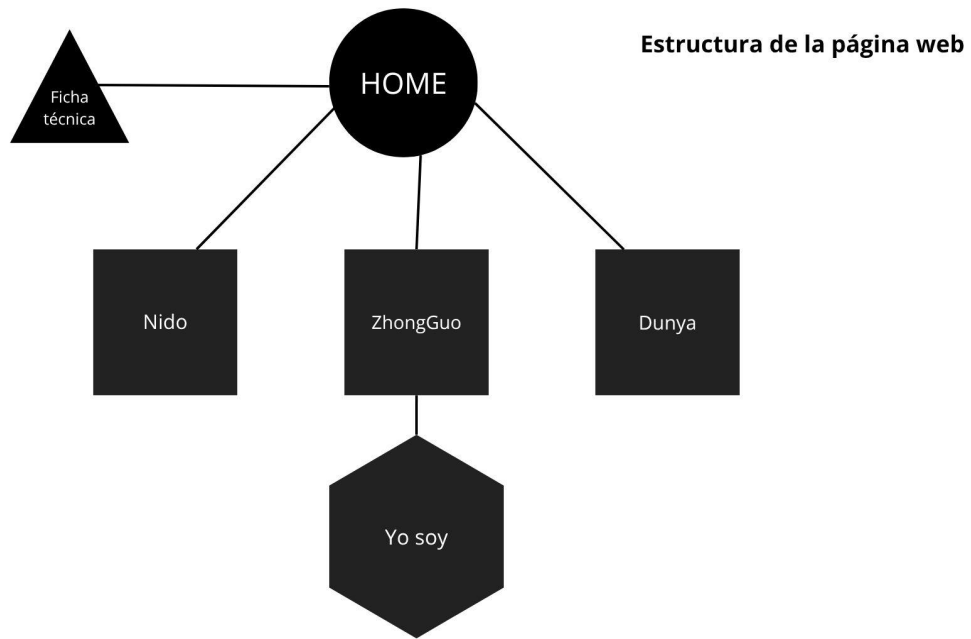 Estructura de la página web
HOME
Ficha
técnica
Nido
ZhongGuo
Dunya
Yo soy